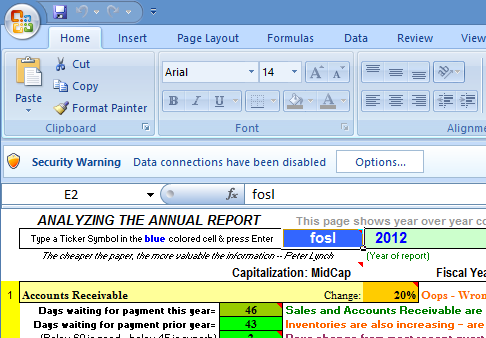 Home Insert Page Layout Formulas Data Review View
Cut
Arial 14 A A
Copy
Paste
Format Painter
B I U A
Clipboard Font Alignme
Security Warning Data connections have been disabled Options...
E2 fx fosl
ANALYZING THE ANNUAL REPORT This page shows year over year co
Type a Ticker Symbol in the blue colored cell & press Enter fosl 2012
The cheaper the paper, the more valuable the information -- Peter Lynch (Year of report)
Capitalization: MidCap Fiscal Yea
1 Accounts Receivable Change: 20% Oops - Wron
Days waiting for payment this year= 46 Sales and Accounts Receivable are
Days waiting for payment prior year= 43 Inventories are also increasing – are